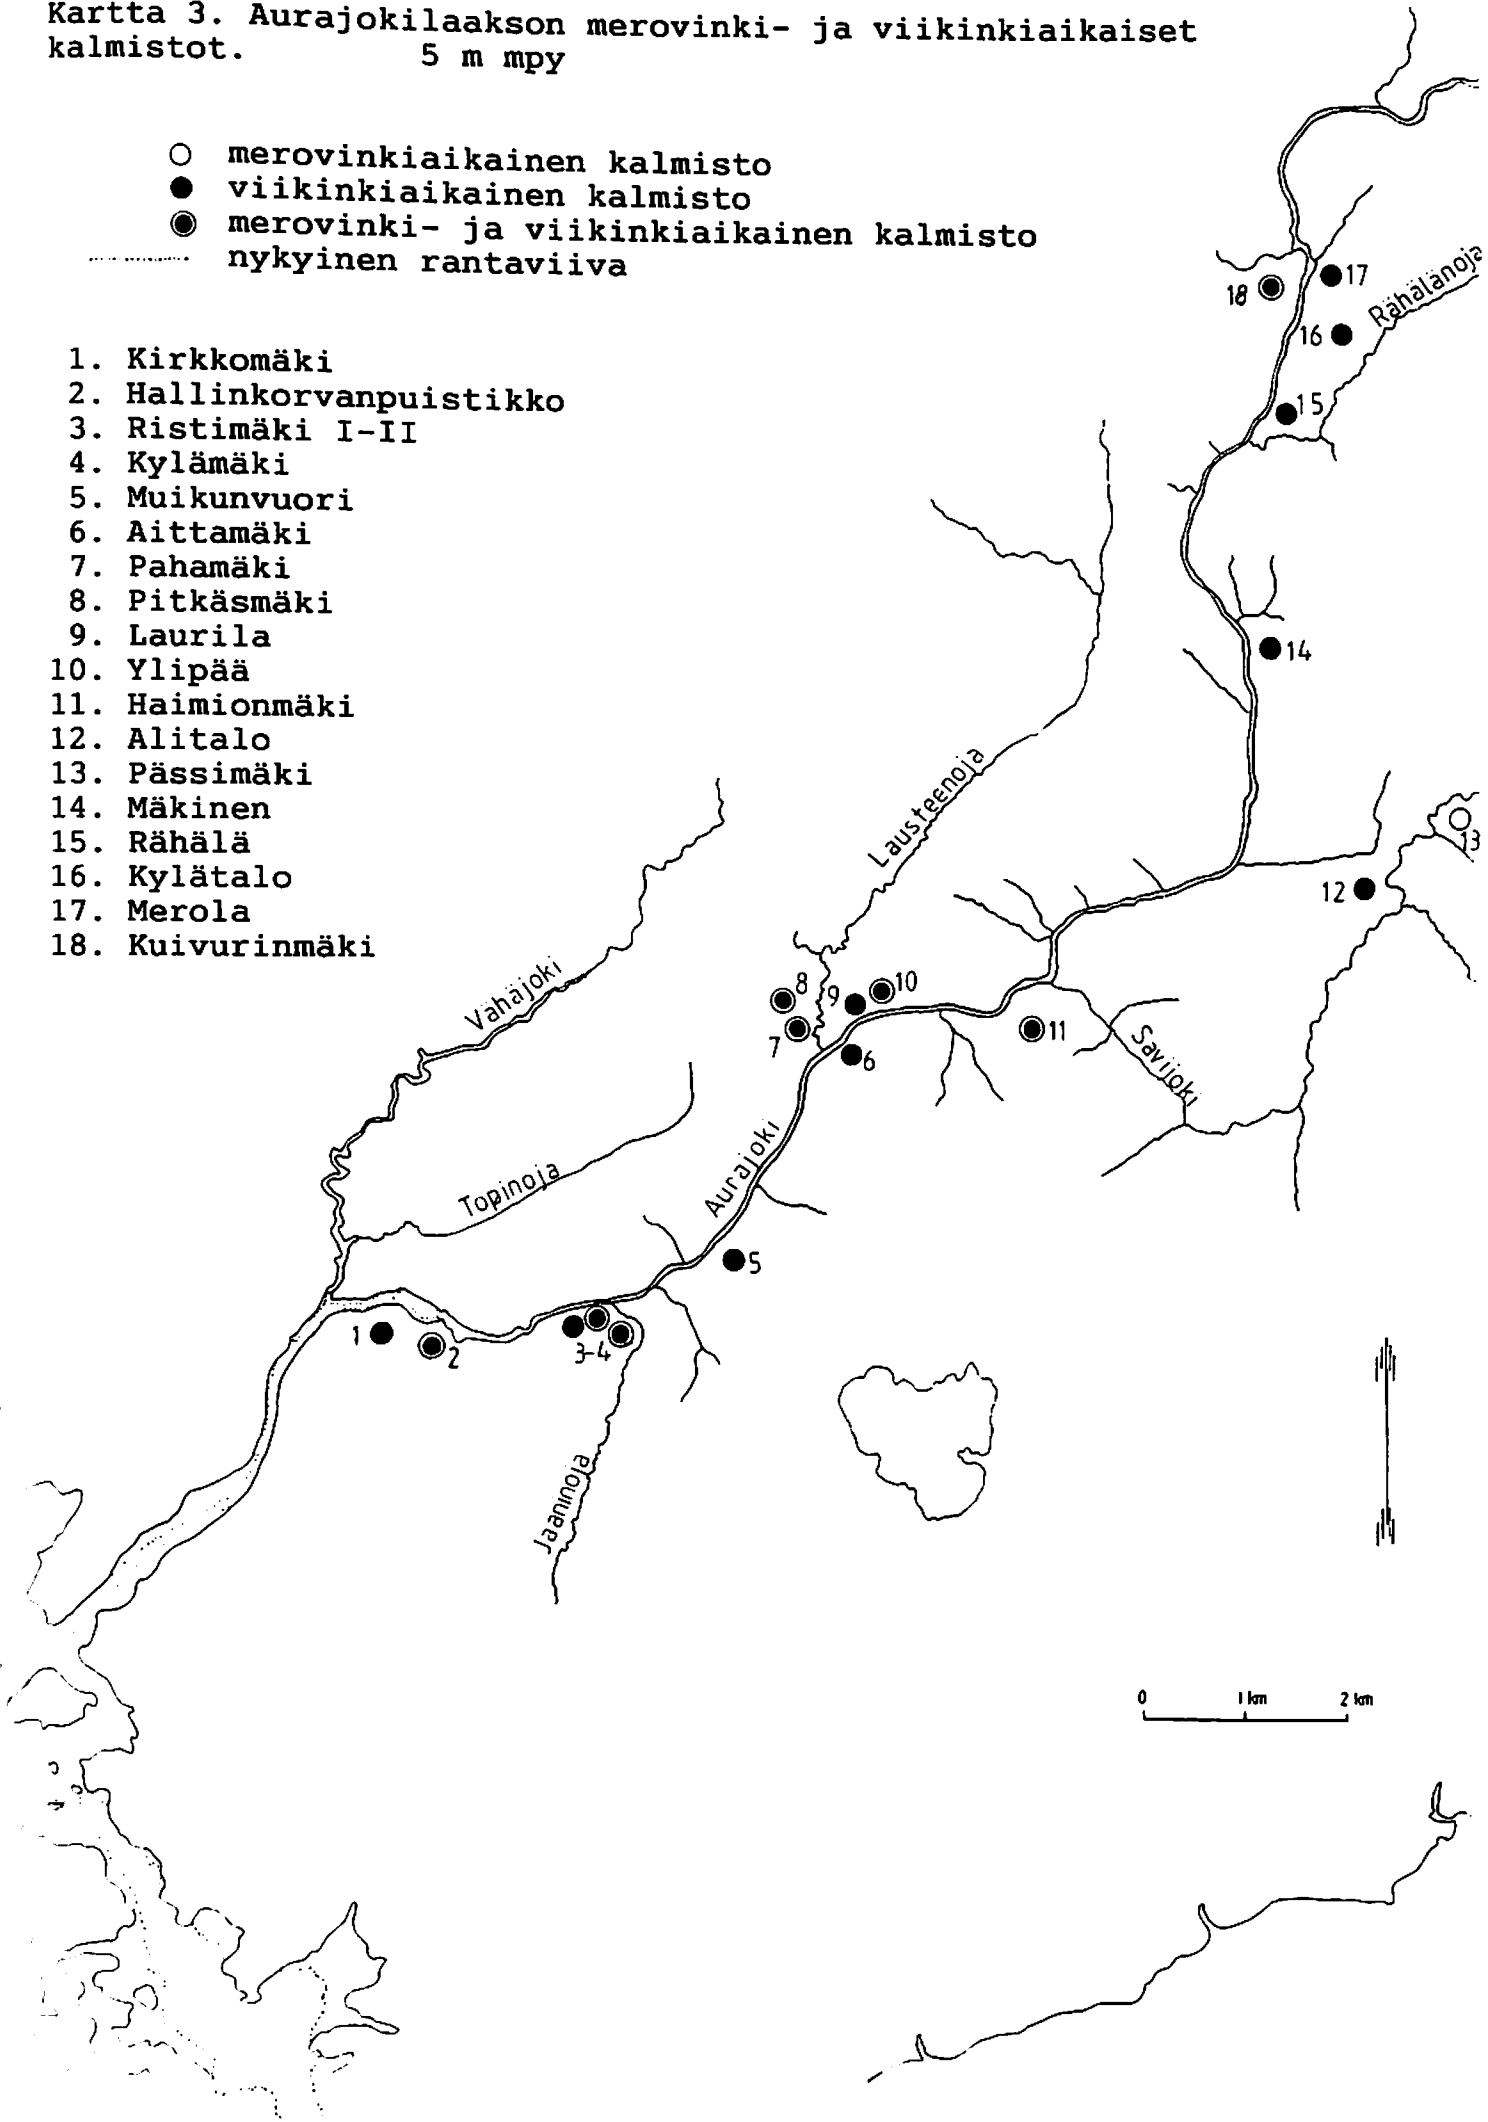 Kartta 3. Aurajokilaakson merovinki- ja viikinkiaikaiset
kalmistot. 5 m mpy
merovinkiaikainen kalmisto
viikinkiaikainen kalmisto
merovinki- ja viikinkiaikainen kalmisto
nykyinen rantaviiva
1. Kirkkomäki
2. Hallinkorvanpuistikko
3. Ristimäki I-II
4. Kylämäki
5. Muikunvuori
6. Aittamäki
7. Pahamäki
8. Pitkäsmäki
9. Laurila
10. Ylipää
11. Haimionmäki
12. Alitalo
13. Pässimäki
14. Mäkinen
15. Rähälä
16. Kylätalo
17. Merola
18. Kuivurinmäki
17
18
Rähälänoja
16
15
14
Lausteenoja
13
12
Vähäjoki
8
9
10
7
6
11
Savijoki
Aurajoki
Topinoja
5
1
2
3-4
Jaaninoja
0 1 km 2 km